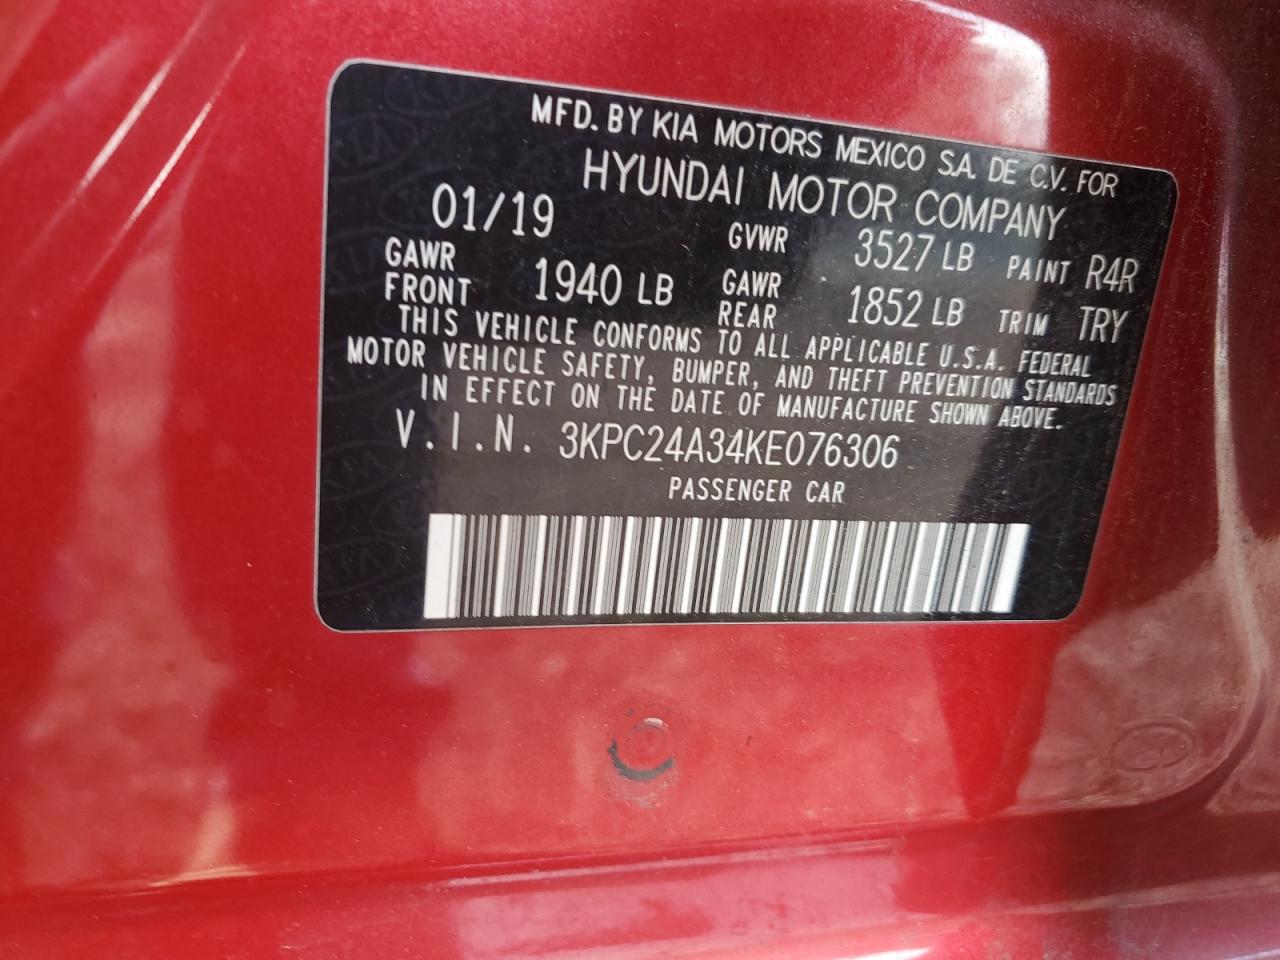 MFD. BY KIA MOTORS MEXICO S.A. DE C.V. FOR
HYUNDAI MOTOR COMPANY
01/19 GVWR 3527 LB PAINT R4R
GAWR FRONT 1940 LB GAWR REAR 1852 LB TRIM TRY
THIS VEHICLE CONFORMS TO ALL APPLICABLE U.S.A. FEDERAL
MOTOR VEHICLE SAFETY, BUMPER, AND THEFT PREVENTION STANDARDS
IN EFFECT ON THE DATE OF MANUFACTURE SHOWN ABOVE.
V.I.N. 3KPC24A34KE076306
PASSENGER CAR